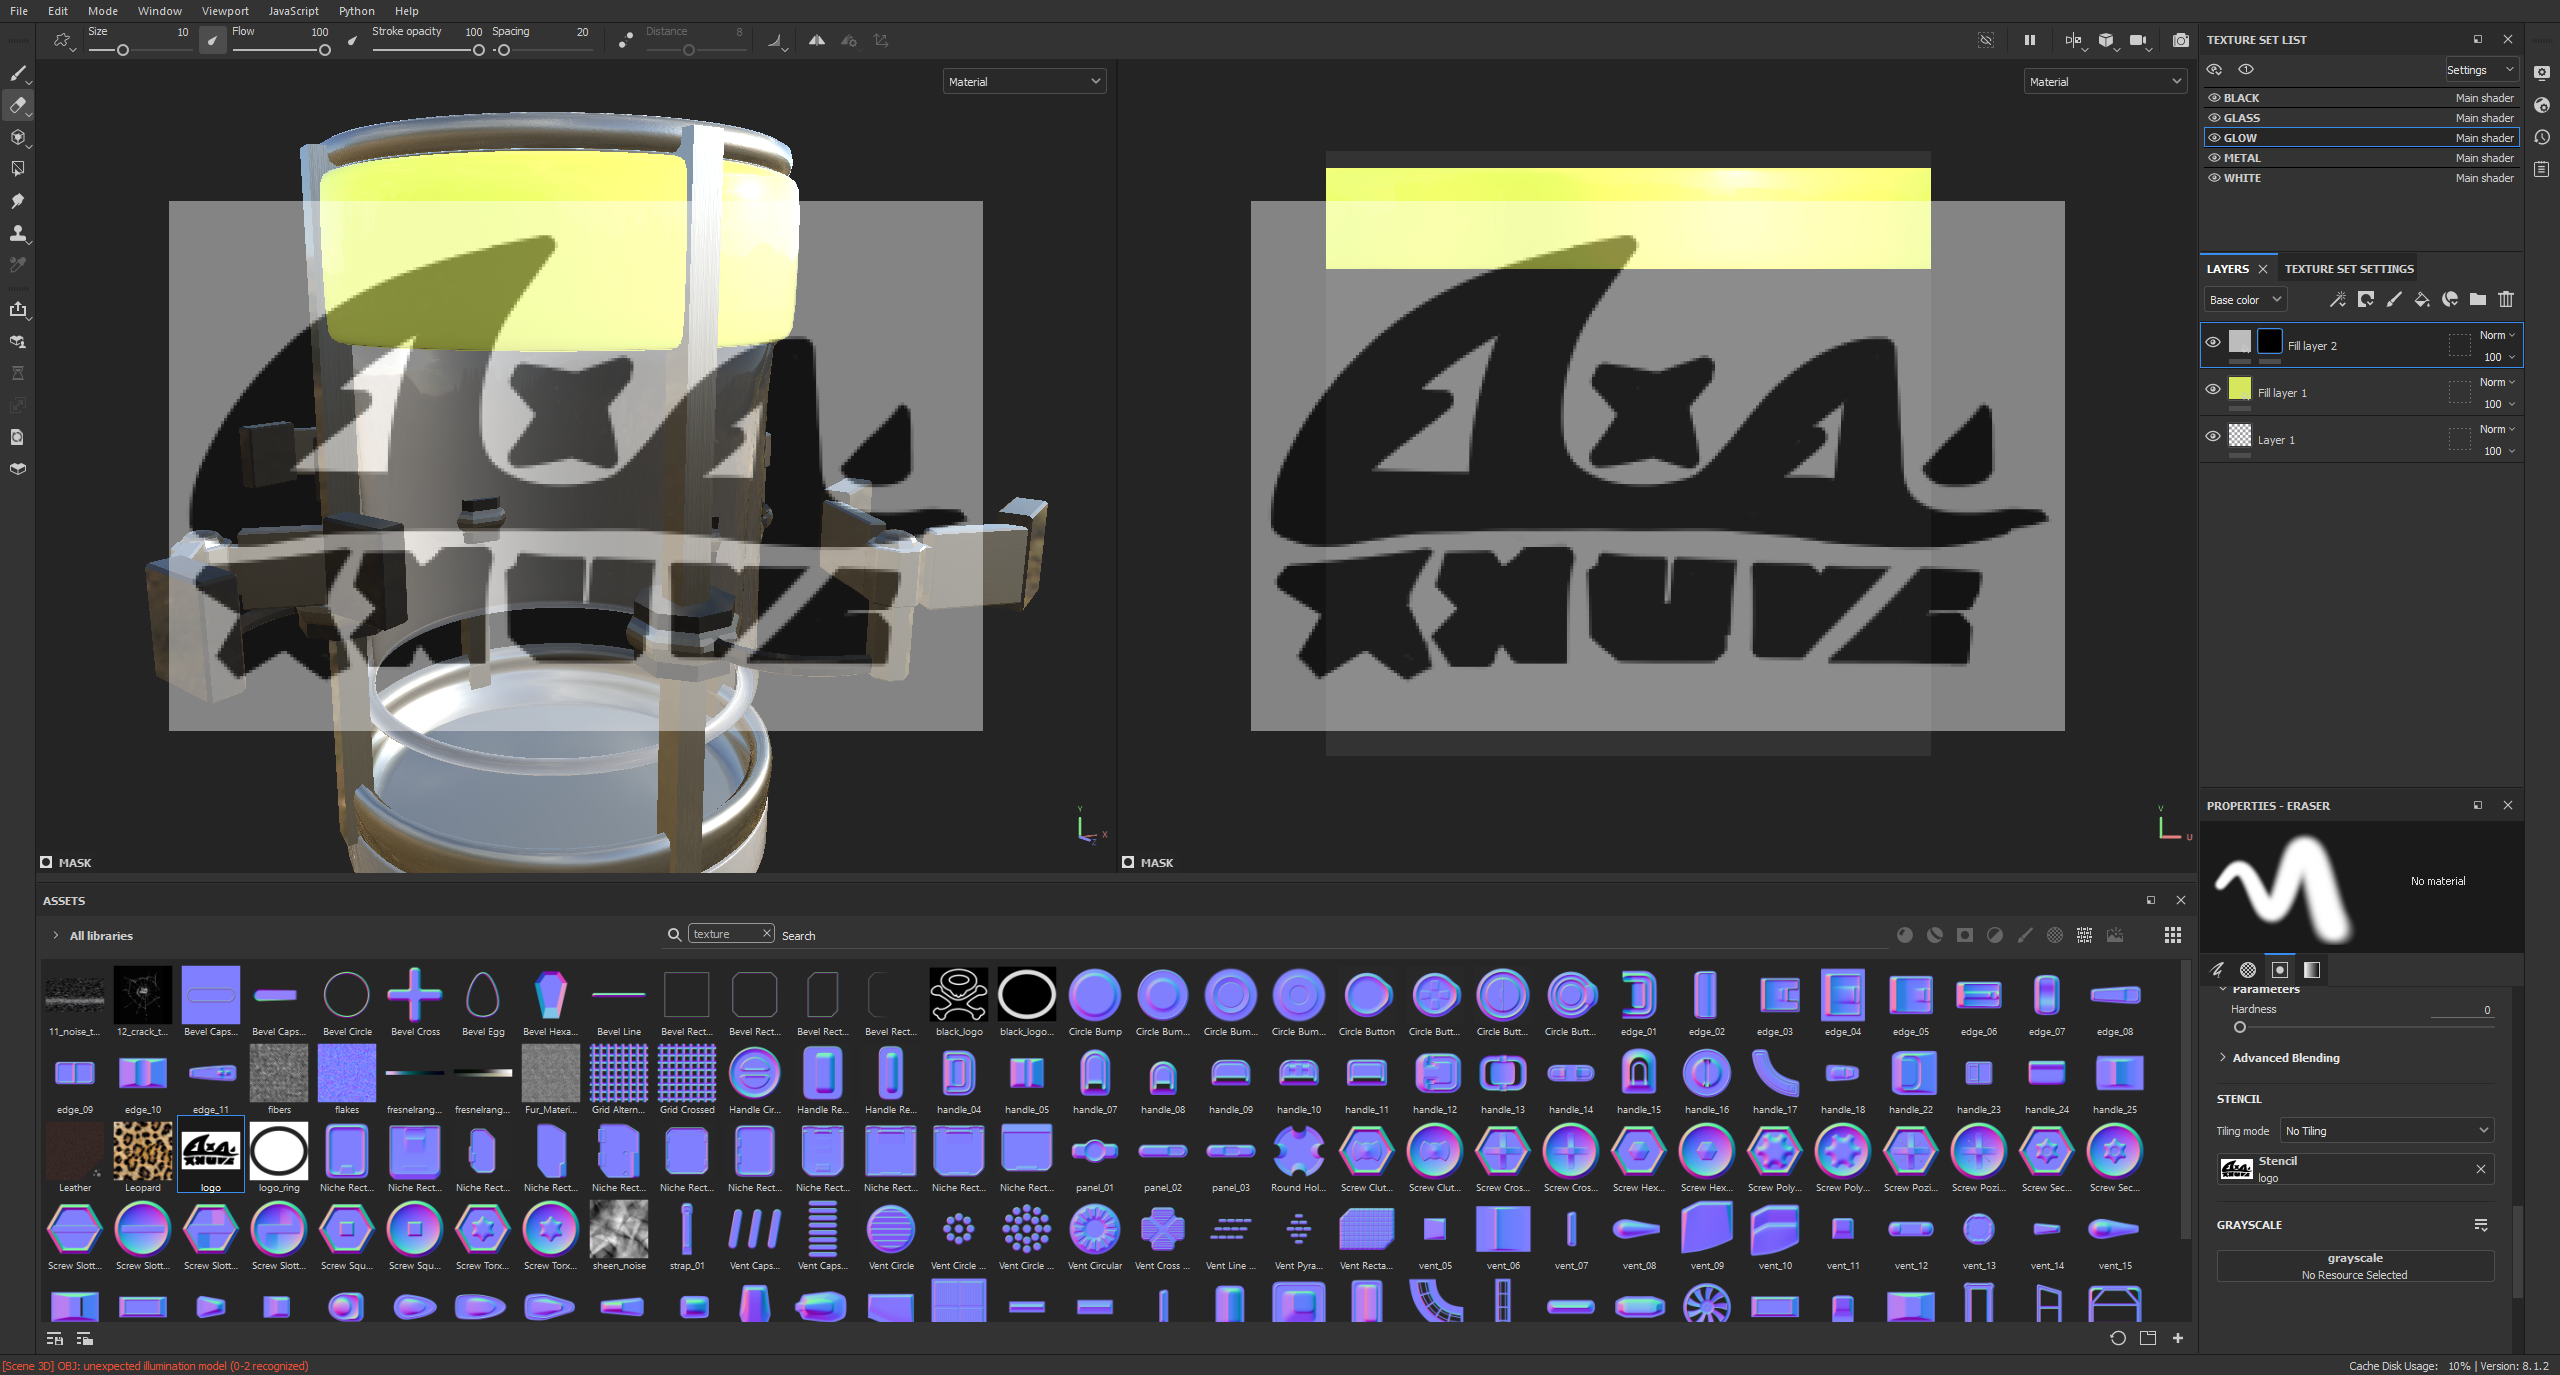 File Edit Mode Window Viewport JavaScript Python Help
Size 10 Flow 100 Stroke opacity 100 Spacing 20 Distance 8
Material
Material
MASK
MASK
Y
X
Z
V
U
TEXTURE SET LIST
Settings
BLACK Main shader
GLASS Main shader
GLOW Main shader
METAL Main shader
WHITE Main shader
LAYERS TEXTURE SET SETTINGS
Base color
Fill layer 2 Norm 100
Fill layer 1 Norm 100
Layer 1 Norm 100
PROPERTIES - ERASER
No material
Parameters
Hardness 0
Advanced Blending
STENCIL
Tiling mode No Tiling
Stencil
logo
GRAYSCALE
grayscale
No Resource Selected
ASSETS
All libraries
texture Search
11_noise_t... 12_crack_t... Bevel Caps... Bevel Caps... Bevel Circle Bevel Cross Bevel Egg Bevel Hexa... Bevel Line Bevel Rect... Bevel Rect... Bevel Rect... Bevel Rect... black_logo black_logo... Circle Bump Circle Bum... Circle Bum... Circle Bum... Circle Button Circle Butt... Circle Butt... Circle Butt... edge_01 edge_02 edge_03 edge_04 edge_05 edge_06 edge_07 edge_08
edge_09 edge_10 edge_11 fibers flakes fresnelrang... fresnelrang... Fur_Materi... Grid Altern... Grid Crossed Handle Cir... Handle Re... Handle Re... handle_04 handle_05 handle_07 handle_08 handle_09 handle_10 handle_11 handle_12 handle_13 handle_14 handle_15 handle_16 handle_17 handle_18 handle_22 handle_23 handle_24 handle_25
Leather Leopard logo logo_ring Niche Rect... Niche Rect... Niche Rect... Niche Rect... Niche Rect... Niche Rect... Niche Rect... Niche Rect... Niche Rect... Niche Rect... Niche Rect... panel_01 panel_02 panel_03 Round Hol... Screw Clut... Screw Clut... Screw Cros... Screw Cros... Screw Hex... Screw Hex... Screw Poly... Screw Poly... Screw Pozi... Screw Pozi... Screw Sec... Screw Sec...
Screw Slott... Screw Slott... Screw Slott... Screw Slott... Screw Squ... Screw Squ... Screw Torx... Screw Torx... sheen_noise strap_01 Vent Caps... Vent Caps... Vent Circle Vent Circle ... Vent Circle ... Vent Circular Vent Cross ... Vent Line ... Vent Pyra... Vent Recta... vent_05 vent_06 vent_07 vent_08 vent_09 vent_10 vent_11 vent_12 vent_13 vent_14 vent_15
[Scene 3D] OBJ: unexpected illumination model (0-2 recognized)
Cache Disk Usage: 10% | Version: 8.1.2